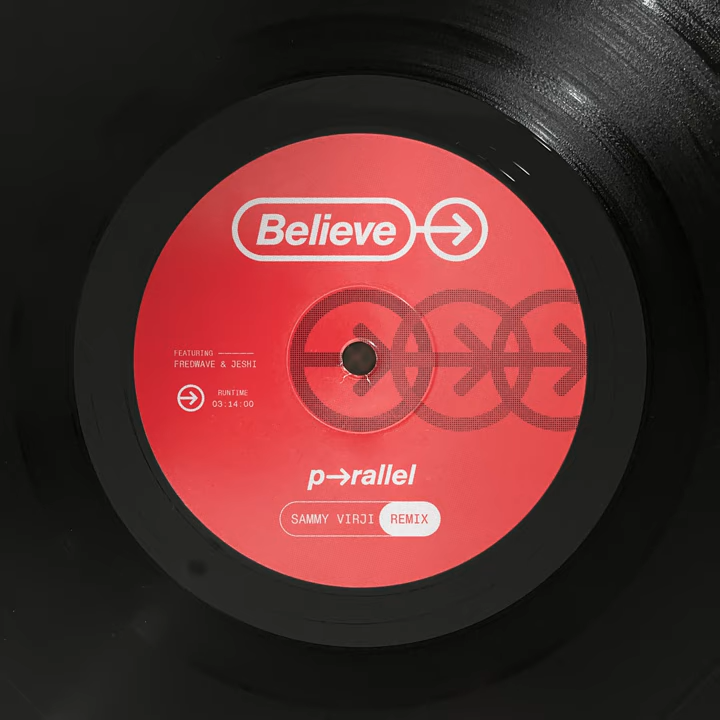 Believe
FEATURING
FREDWAVE & JESHI
RUNTIME
03:14:00
p→rallel
SAMMY VIRJI REMIX